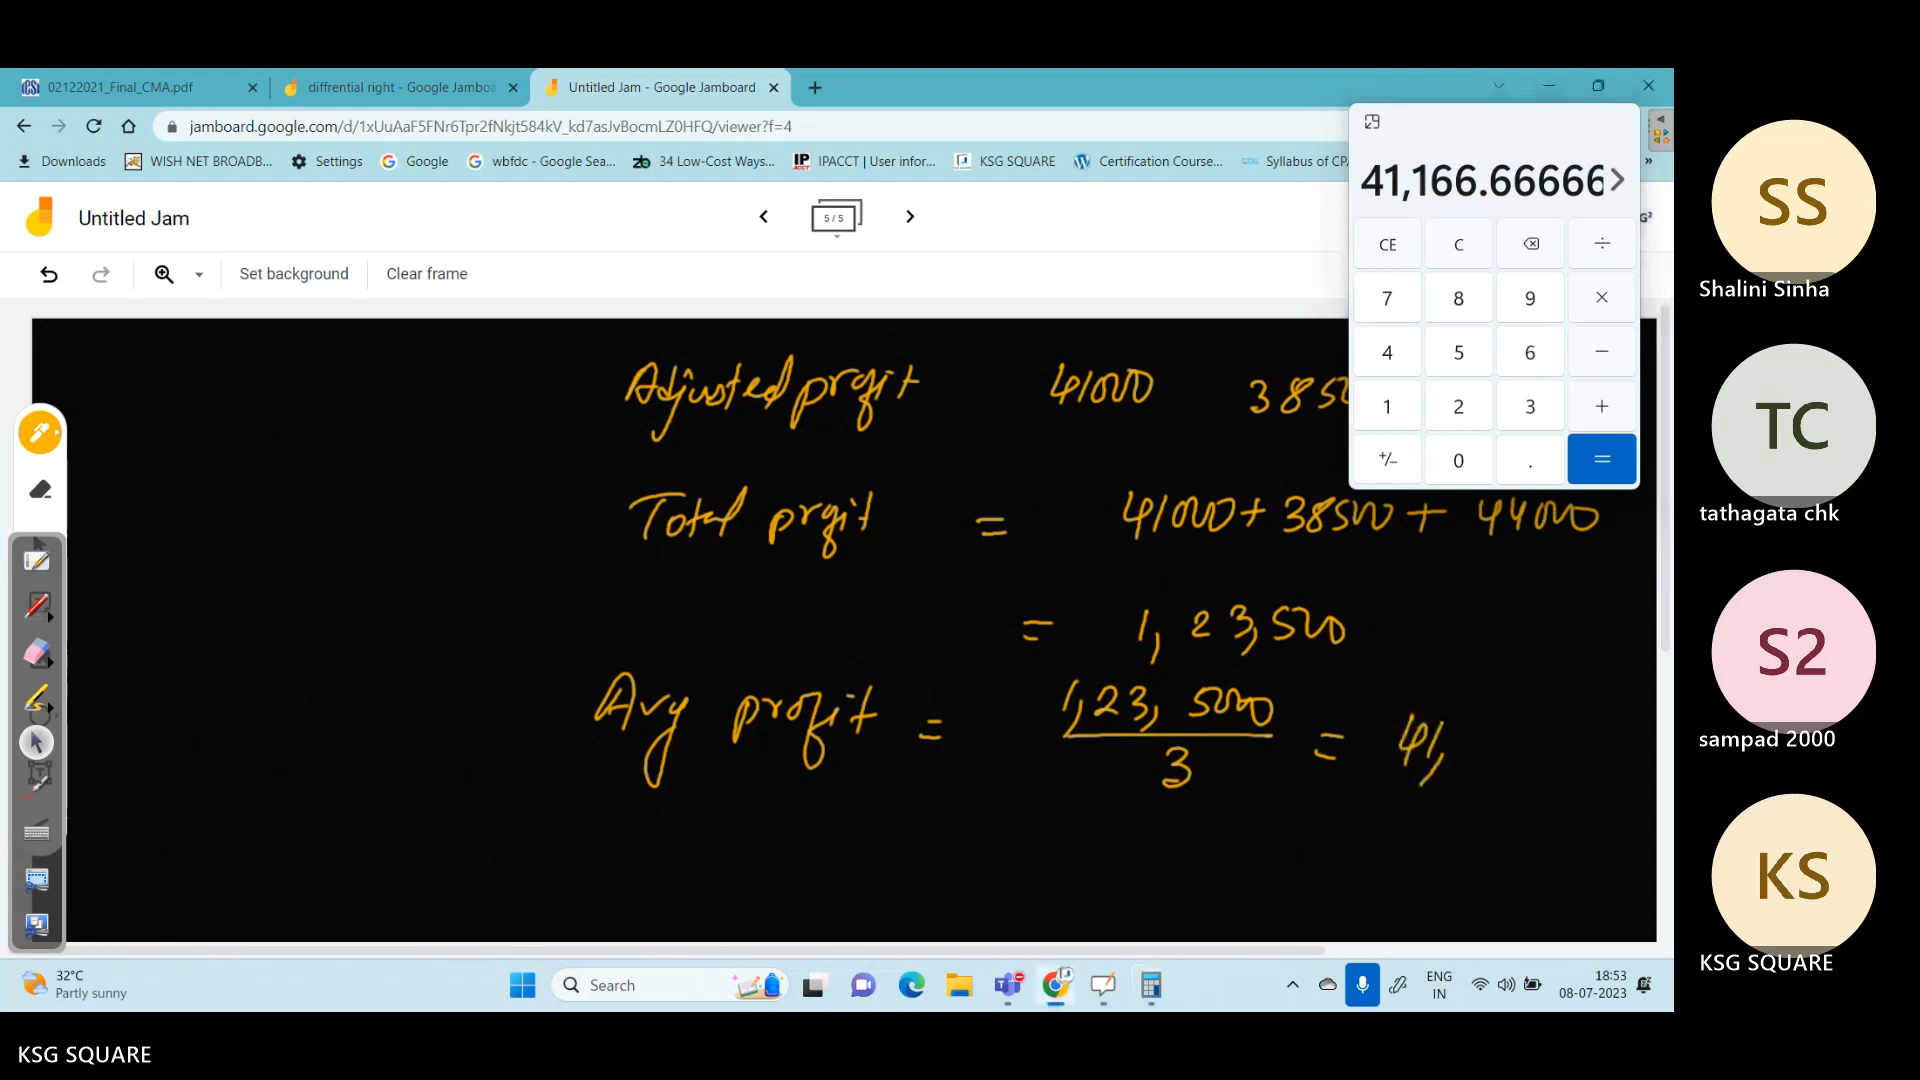 02122021_Final_CMA.pdf
diffrential right - Google Jamboa
Untitled Jam - Google Jamboard
jamboard.google.com/d/1xUuAaF5FNr6Tpr2fNkjt584kV_kd7asJvBocmLZ0HFQ/viewer?f=4
Downloads WISH NET BROADB... Settings Google wbfdc - Google Sea... 34 Low-Cost Ways... IPACCT | User infor... KSG SQUARE Certification Course... Syllabus of CPA »
Untitled Jam
5 / 5
Set background Clear frame
41,166.66666
CE C ÷
7 8 9 ×
4 5 6 −
1 2 3 +
+/− 0 . =
Adjusted profit 41000 3850
Total profit = 41000 + 38500 + 44000
= 1,23,500
Avg profit = 1,23,500
3
= 41,
SS
Shalini Sinha
TC
tathagata chk
S2
sampad 2000
KS
KSG SQUARE
32°C
Partly sunny
Search
ENG
IN
18:53
08-07-2023
KSG SQUARE